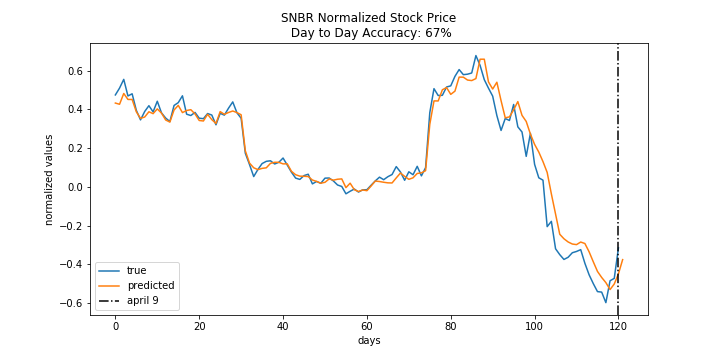 SNBR Normalized Stock Price
Day to Day Accuracy: 67%
normalized values
0.6
0.4
0.2
0.0
−0.2
−0.4
−0.6
true
predicted
april 9
0 20 40 60 80 100 120
days